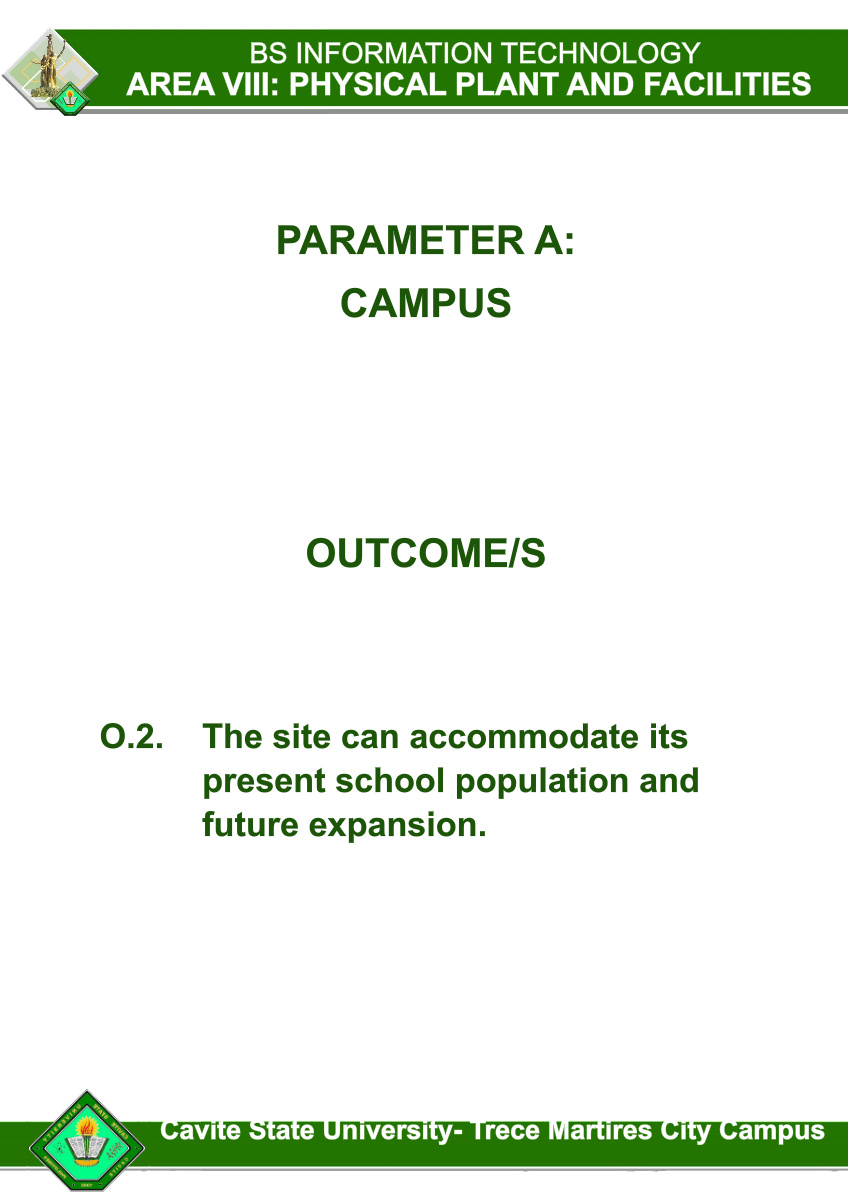 BS INFORMATION TECHNOLOGY
AREA VIII: PHYSICAL PLANT AND FACILITIES
PARAMETER A:
CAMPUS
OUTCOME/S
O.2. The site can accommodate its
present school population and
future expansion.
Cavite State University- Trece Martires City Campus